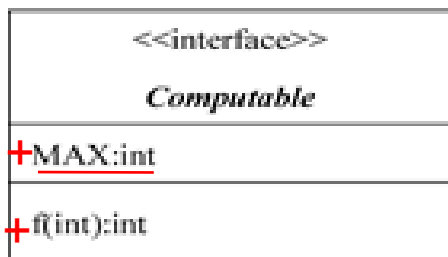 <<interface>>
Computable
+MAX:int
+f(int):int